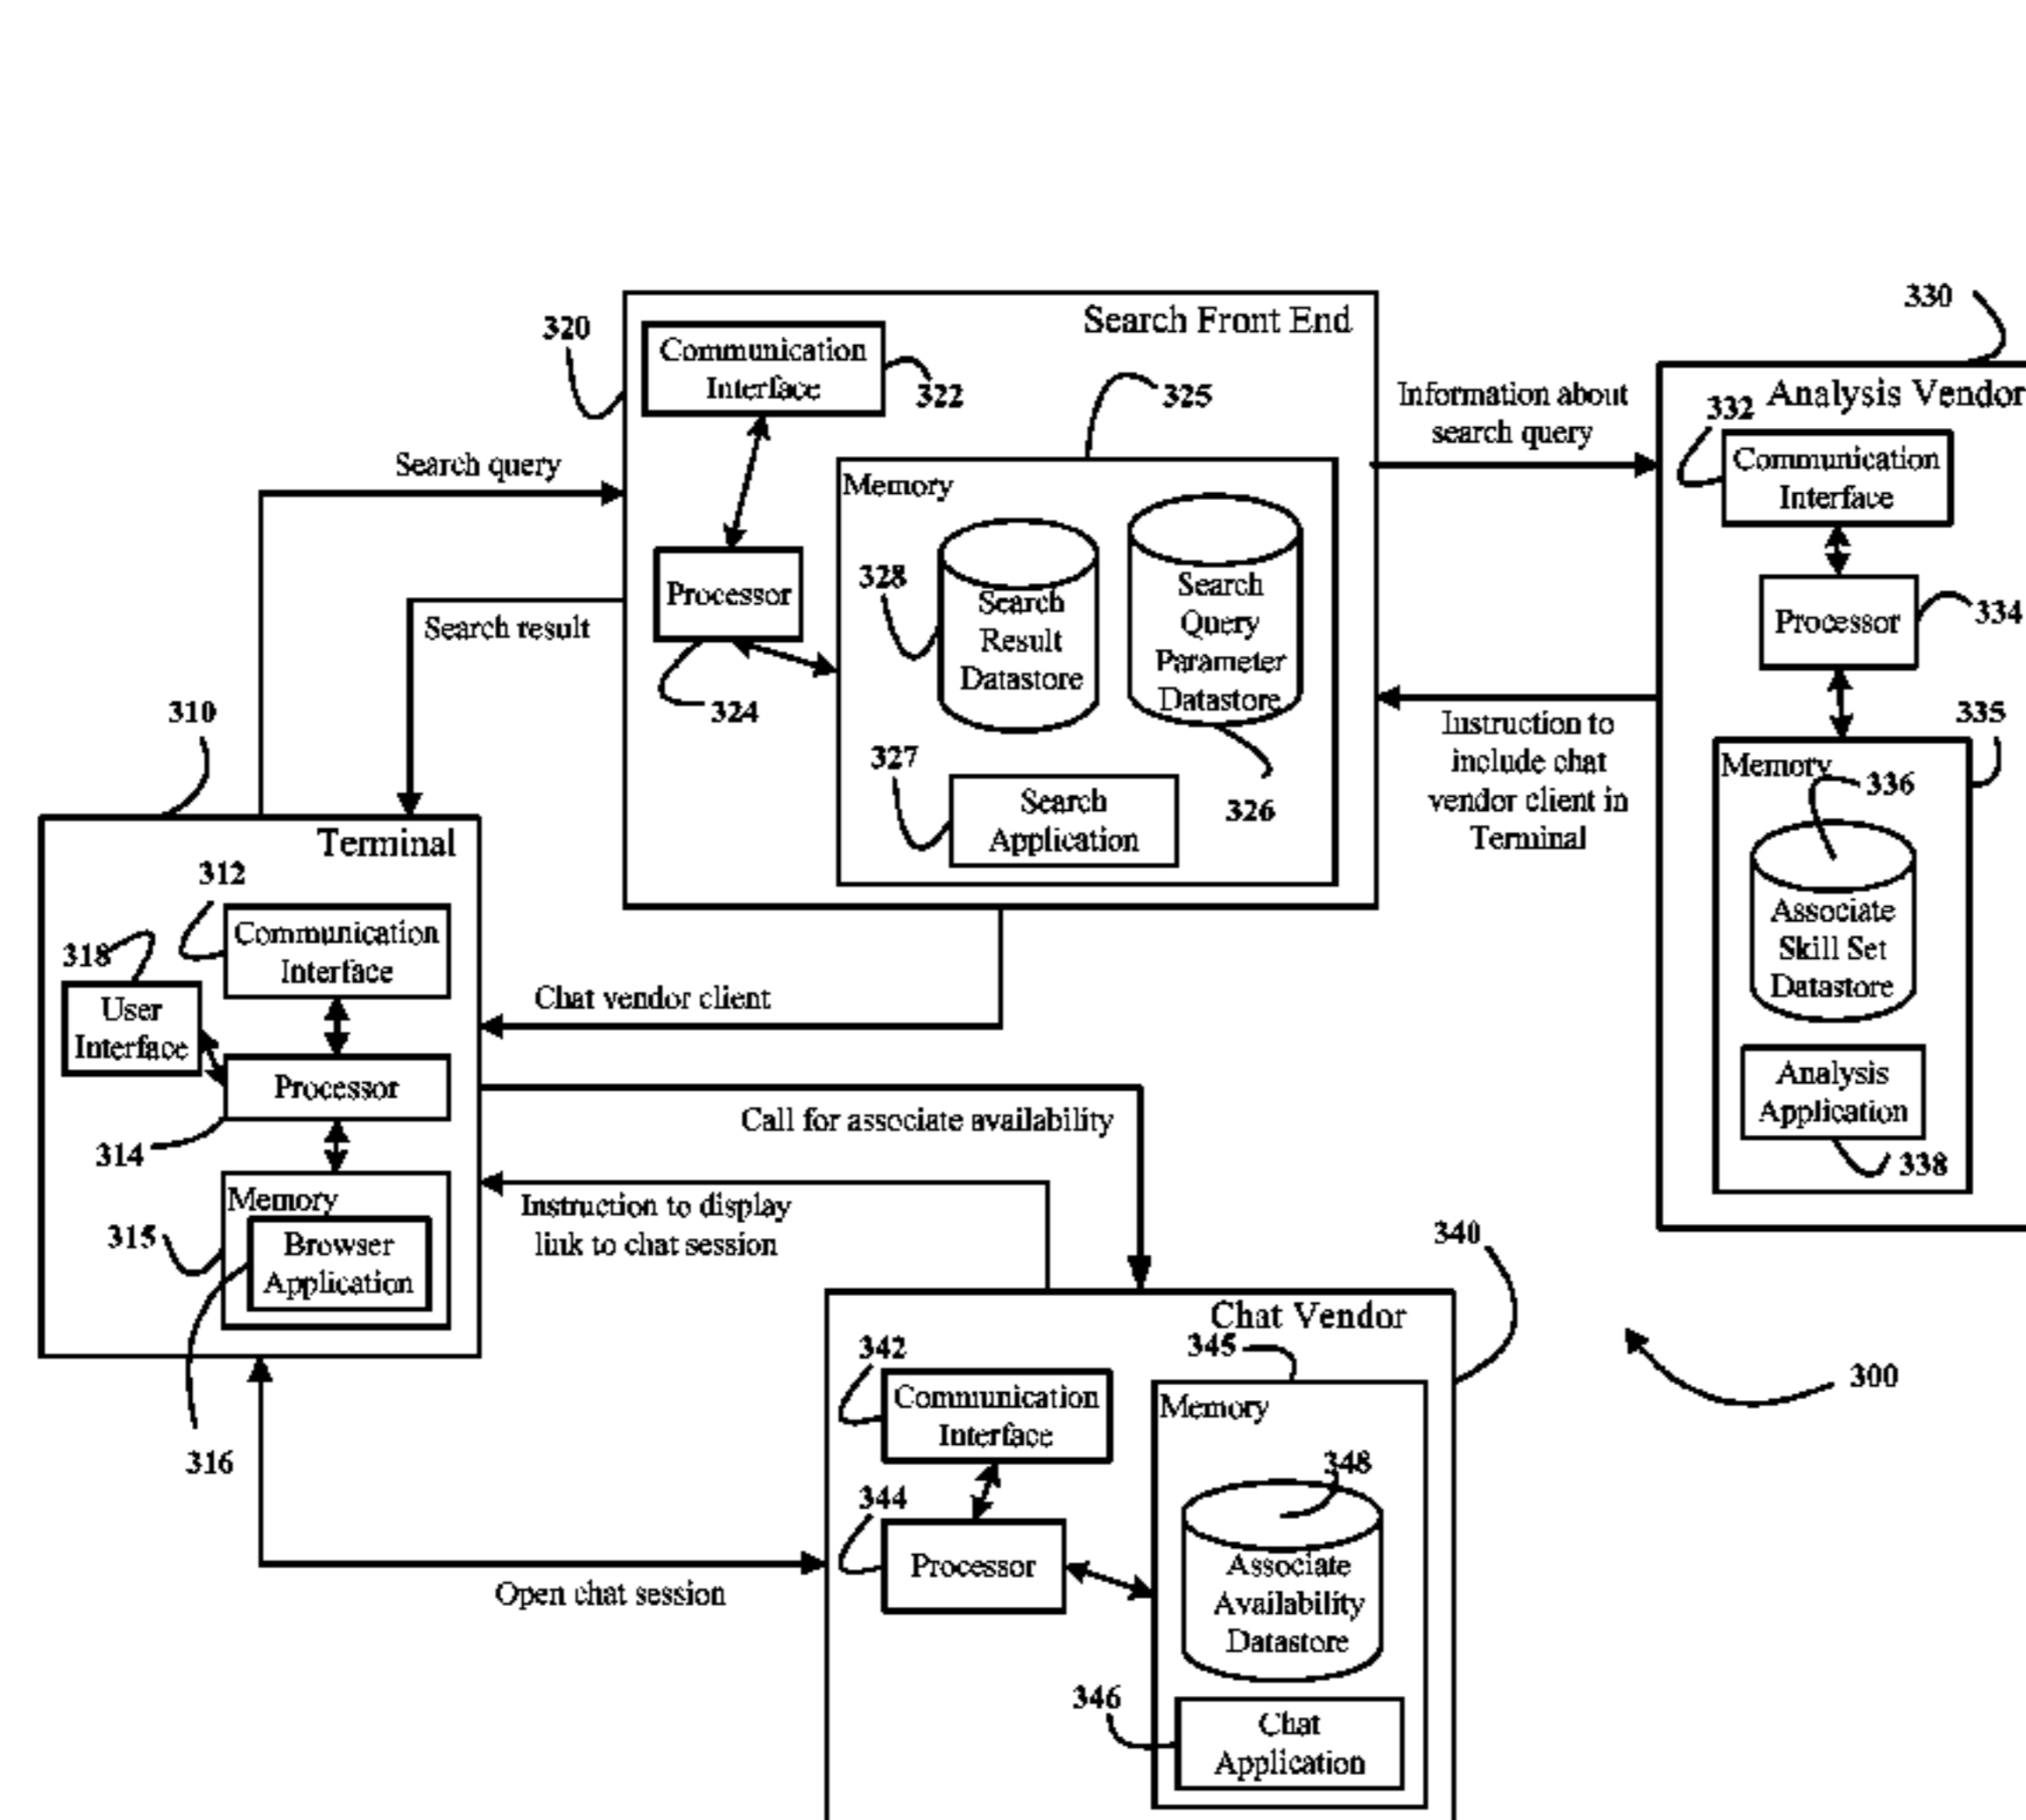 330
Search Front End
320
Communication
Interface
322
325
Information about
search query
Analysis Vendor
332
Communication
Interface
Search query
Memory
328
Search
Result
Datastore
Search
Query
Parameter
Datastore
Processor
324
Search result
Processor
334
310
Instruction to
include chat
vendor client in
Terminal
335
327
Search
Application
326
Memory
336
Associate
Skill Set
Datastore
Terminal
312
Communication
Interface
318
User
Interface
Chat vendor client
Processor
314
Call for associate availability
Analysis
Application
338
Memory
315
Browser
Application
Instruction to display
link to chat session
340
316
Chat Vendor
342
345
Communication
Interface
Memory
300
348
344
Processor
Associate
Availability
Datastore
Open chat session
346
Chat
Application